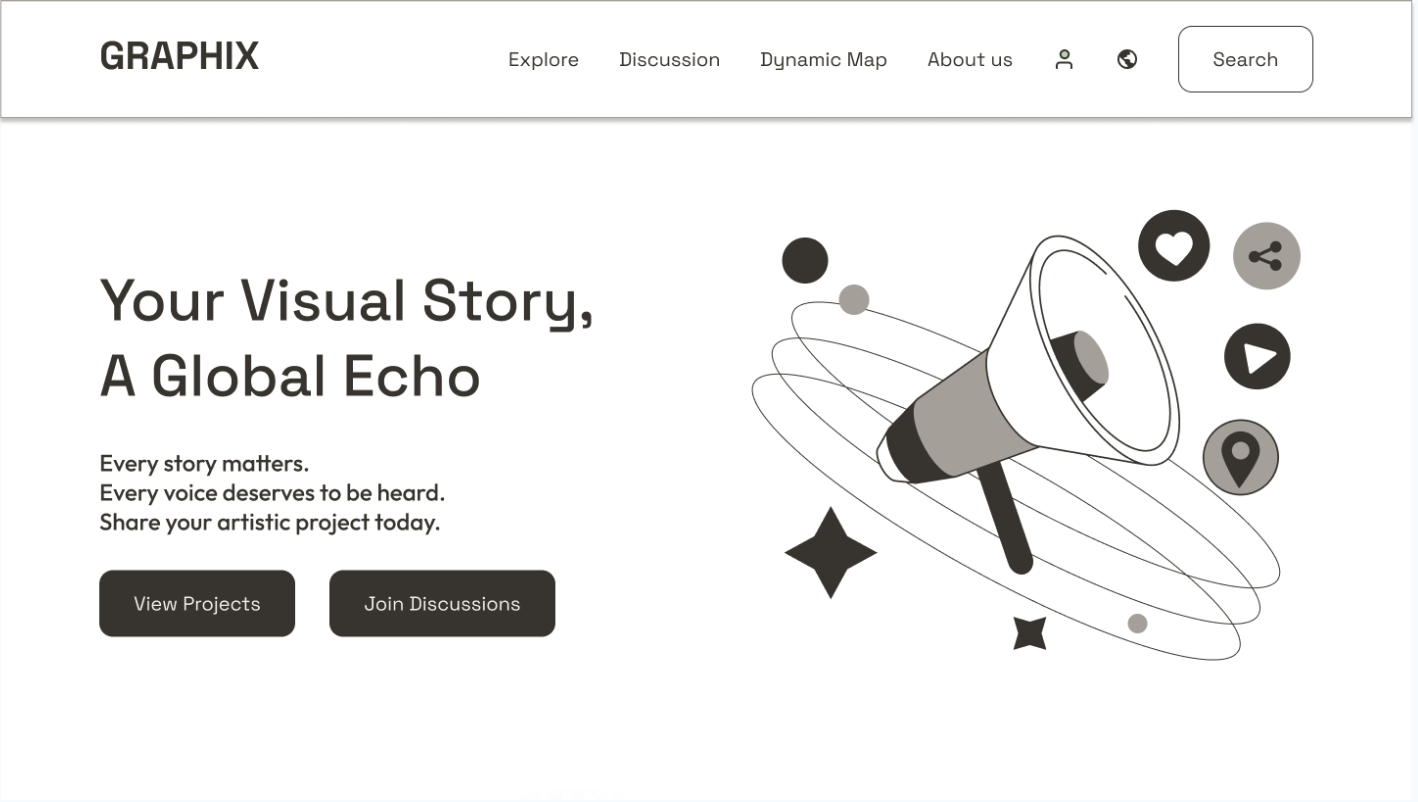 GRAPHIX
Explore
Discussion
Dynamic Map
About us
Search
Your Visual Story,
A Global Echo
Every story matters.
Every voice deserves to be heard.
Share your artistic project today.
View Projects
Join Discussions